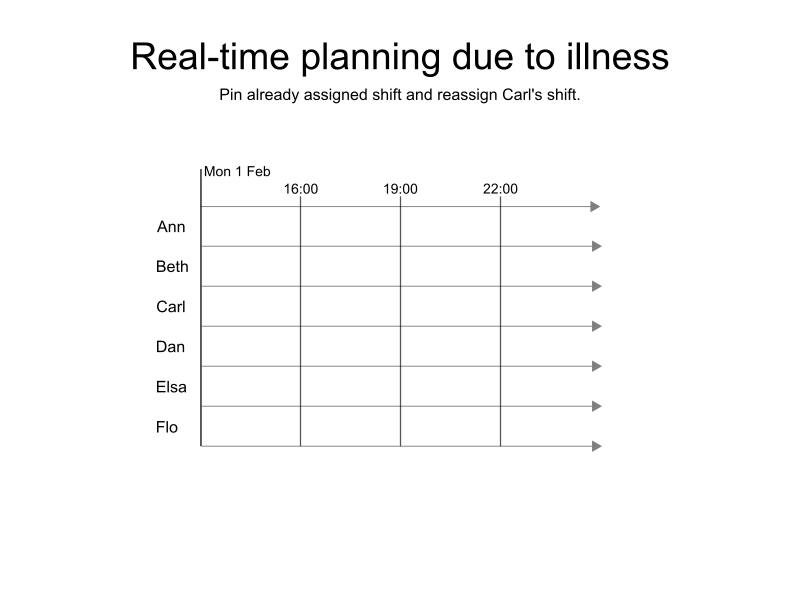 Real-time planning due to illness
Pin already assigned shift and reassign Carl's shift.
Mon 1 Feb
16:00 19:00 22:00
Ann
Beth
Carl
Dan
Elsa
Flo